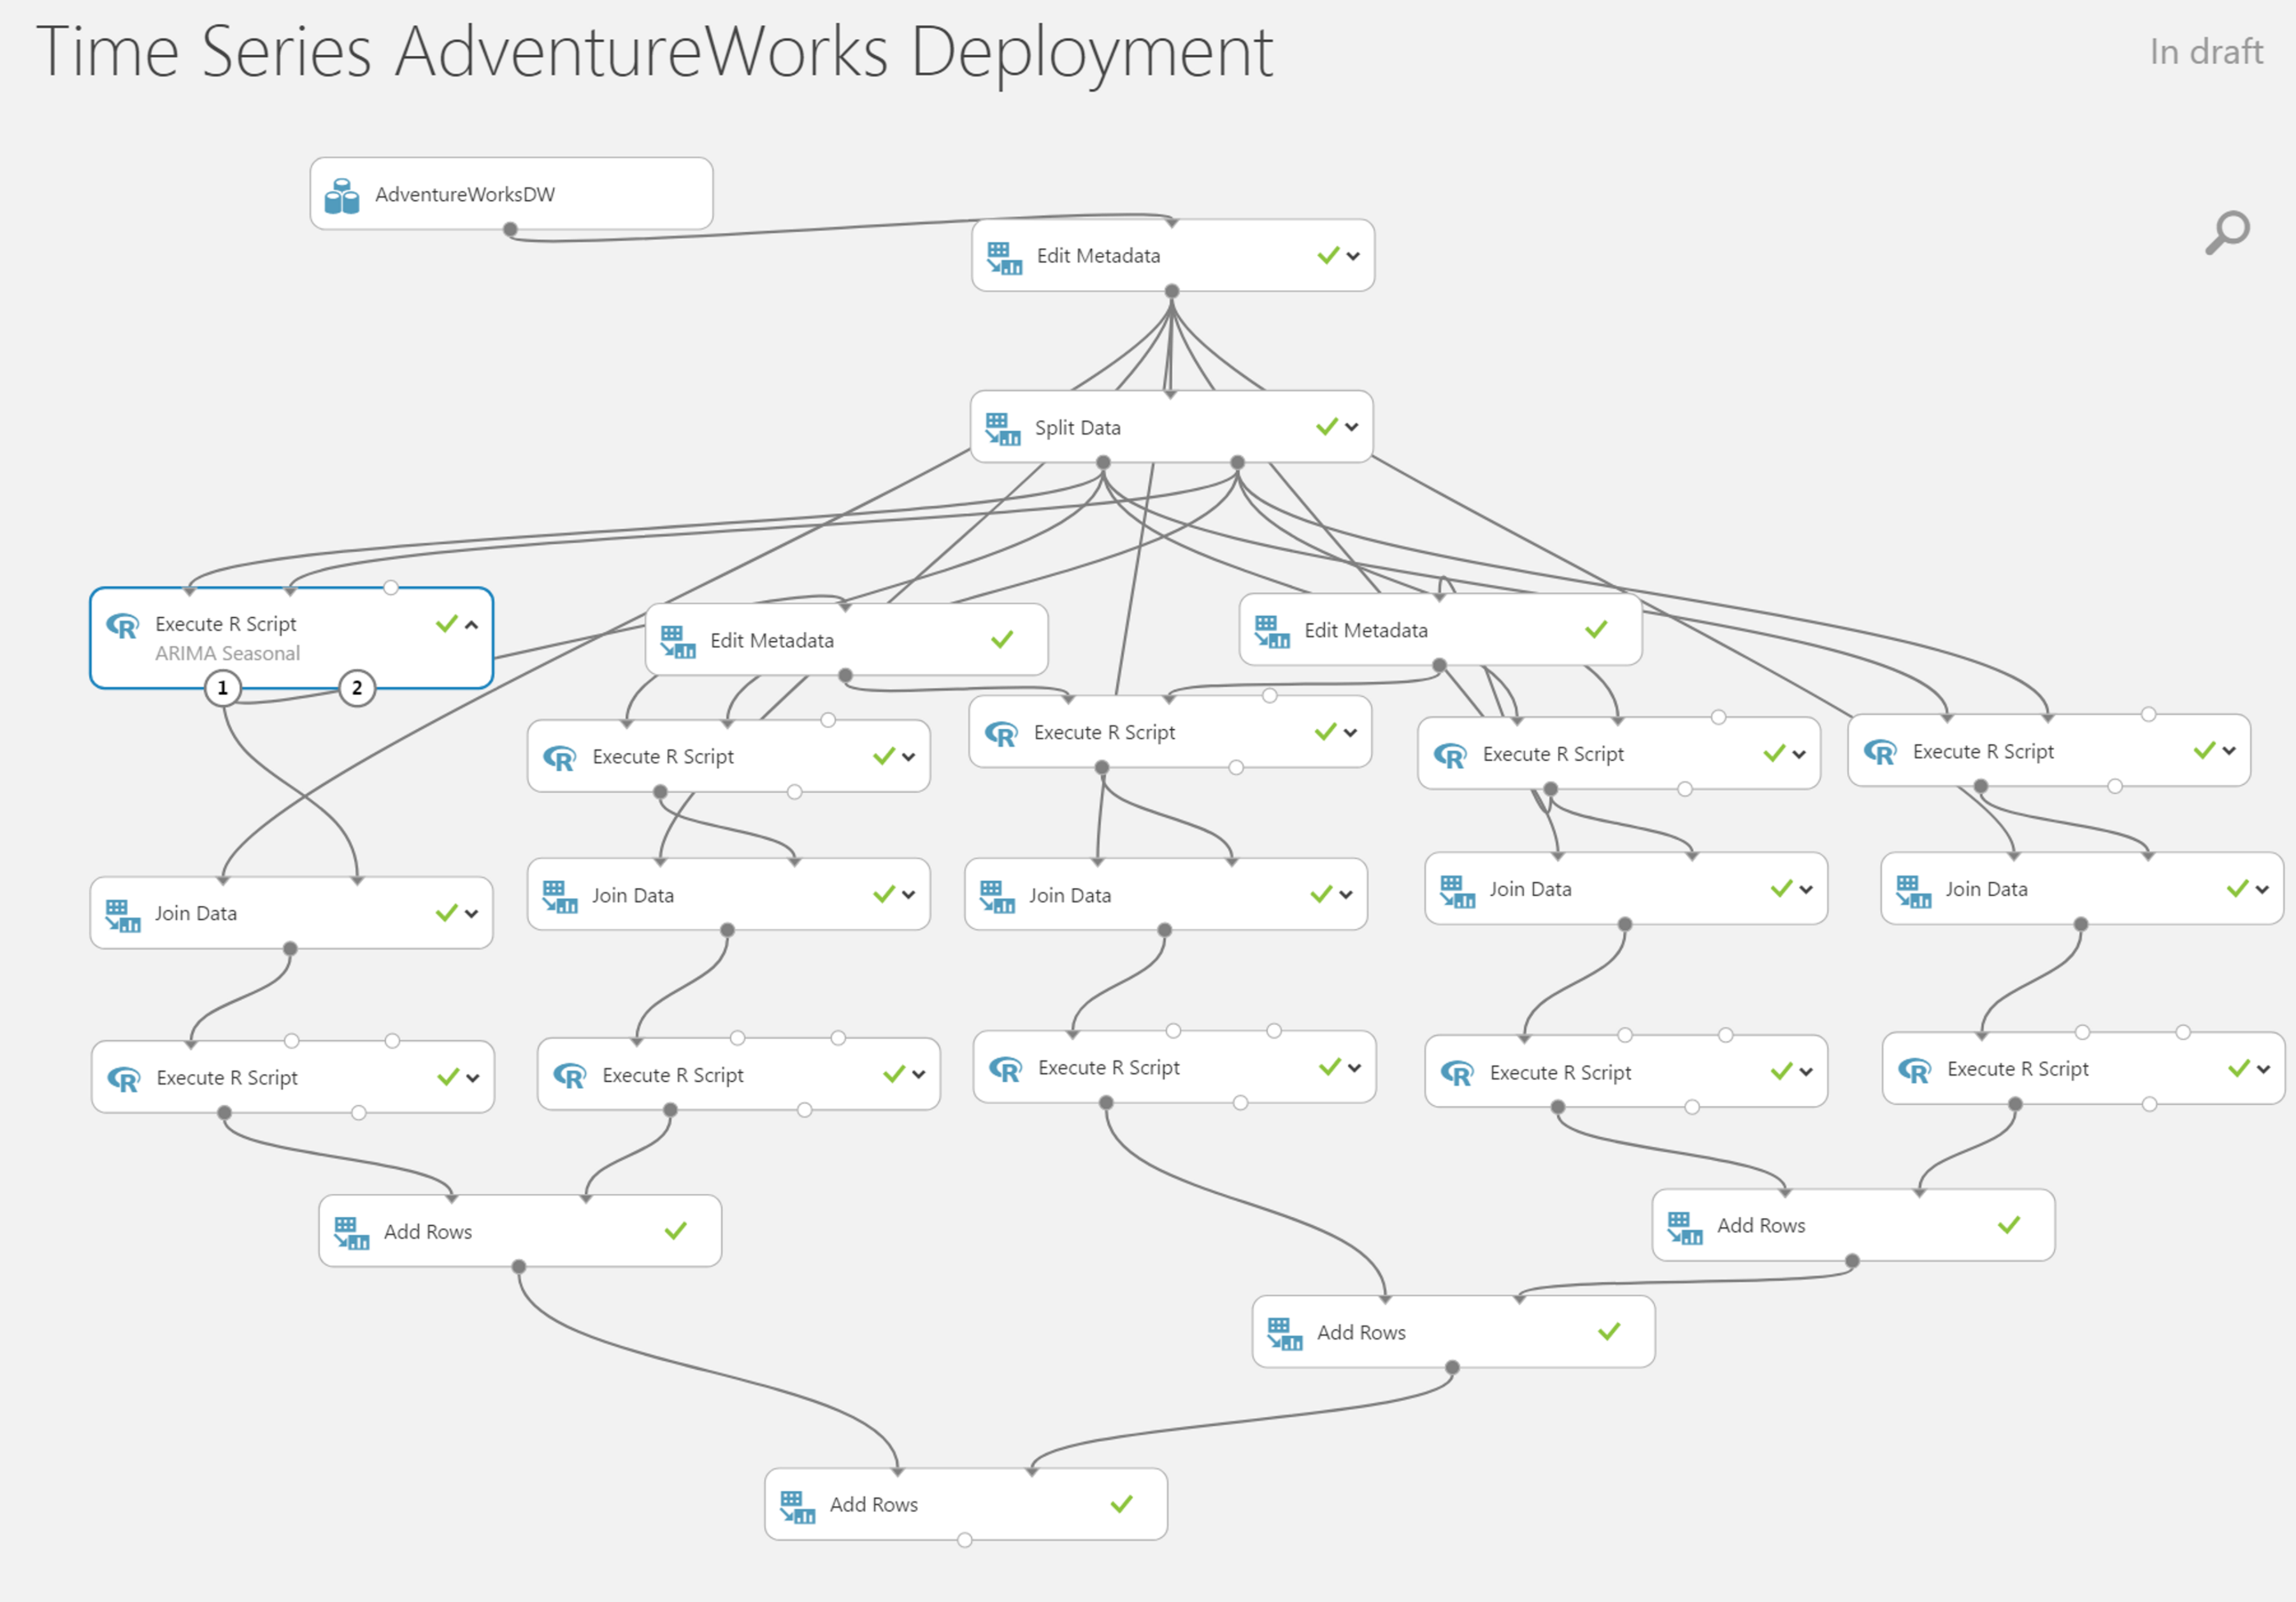 Time Series AdventureWorks Deployment
In draft
AdventureWorksDW
Edit Metadata
Split Data
Execute R Script
ARIMA Seasonal
1
2
Edit Metadata
Edit Metadata
Execute R Script
Execute R Script
Execute R Script
Execute R Script
Join Data
Join Data
Join Data
Join Data
Join Data
Execute R Script
Execute R Script
Execute R Script
Execute R Script
Execute R Script
Add Rows
Add Rows
Add Rows
Add Rows